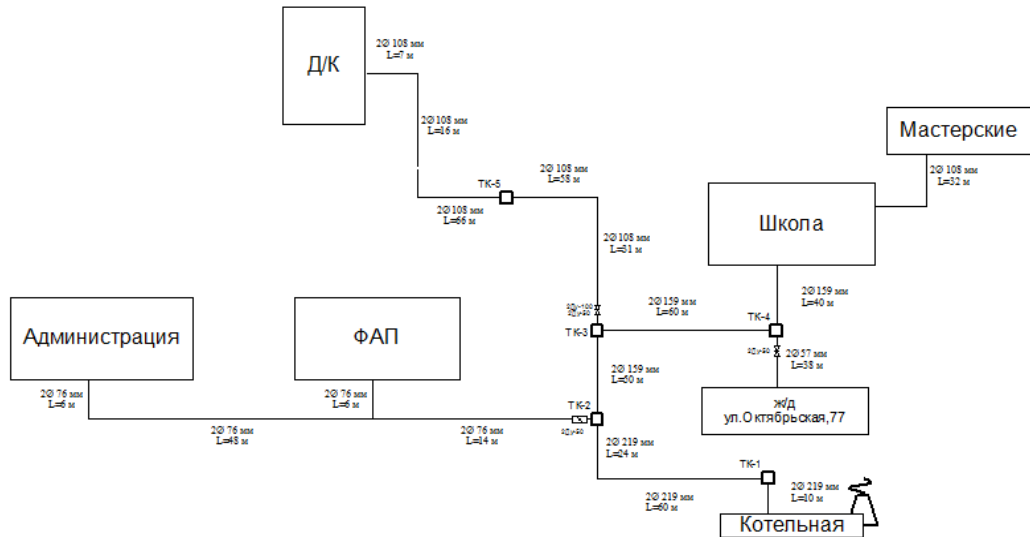 2Ø 108 мм
L=7 м
Д/К
2Ø 108 мм
L=16 м
Мастерские
2Ø 108 мм
L=32 м
ТК-5
2Ø 108 мм
L=58 м
2Ø 108 мм
L=66 м
Школа
2Ø 108 мм
L=31 м
2Ø 159 мм
L=40 м
2Ø 159 мм
L=60 м
ТК-3
ТК-4
2Ø 57 мм
L=38 м
Администрация
ФАП
2Ø 159 мм
L=50 м
ж/д
ул.Октябрьская,77
2Ø 76 мм
L=6 м
2Ø 76 мм
L=6 м
ТК-2
2Ø 76 мм
L=48 м
2Ø 76 мм
L=14 м
2Ø 219 мм
L=24 м
ТК-1
2Ø 219 мм
L=60 м
2Ø 219 мм
L=10 м
Котельная